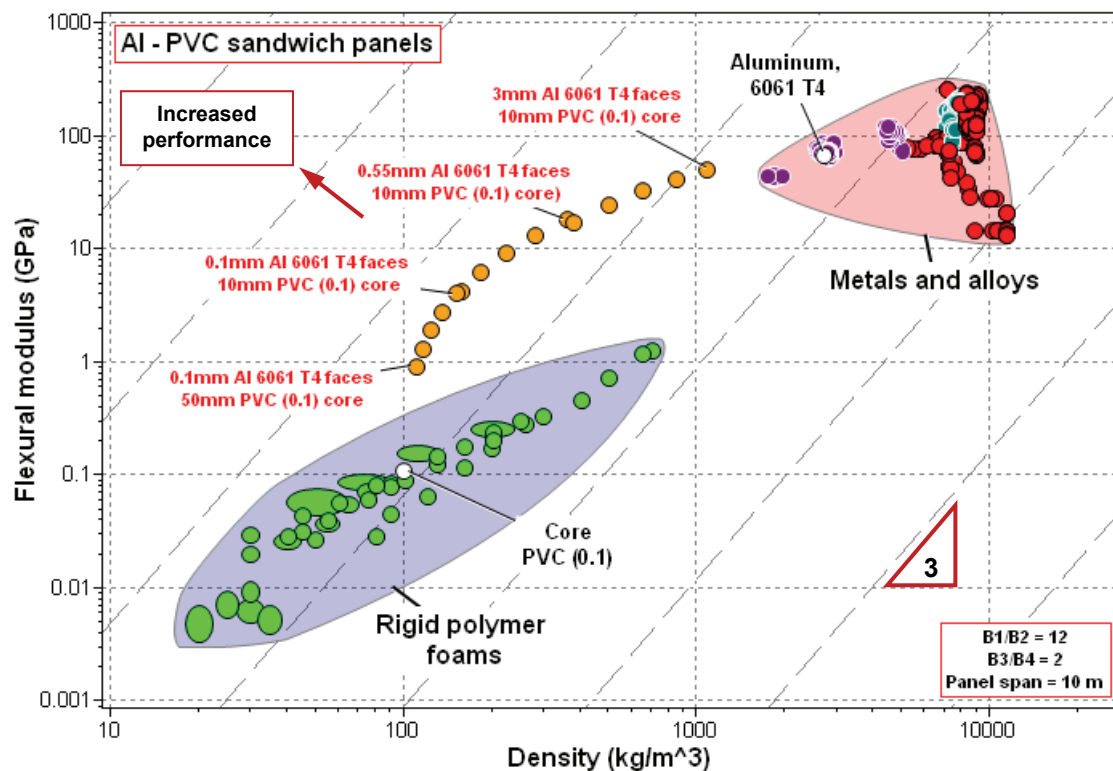 Al - PVC sandwich panels
Increased
performance
3mm Al 6061 T4 faces
10mm PVC (0.1) core
0.55mm Al 6061 T4 faces
10mm PVC (0.1) core)
0.1mm Al 6061 T4 faces
10mm PVC (0.1) core
0.1mm Al 6061 T4 faces
50mm PVC (0.1) core
Aluminum,
6061 T4
Metals and alloys
Core
PVC (0.1)
Rigid polymer
foams
3
B1/B2 = 12
B3/B4 = 2
Panel span = 10 m
Flexural modulus (GPa)
1000
100
10
1
0.1
0.01
0.001
10
100
1000
10000
Density (kg/m^3)